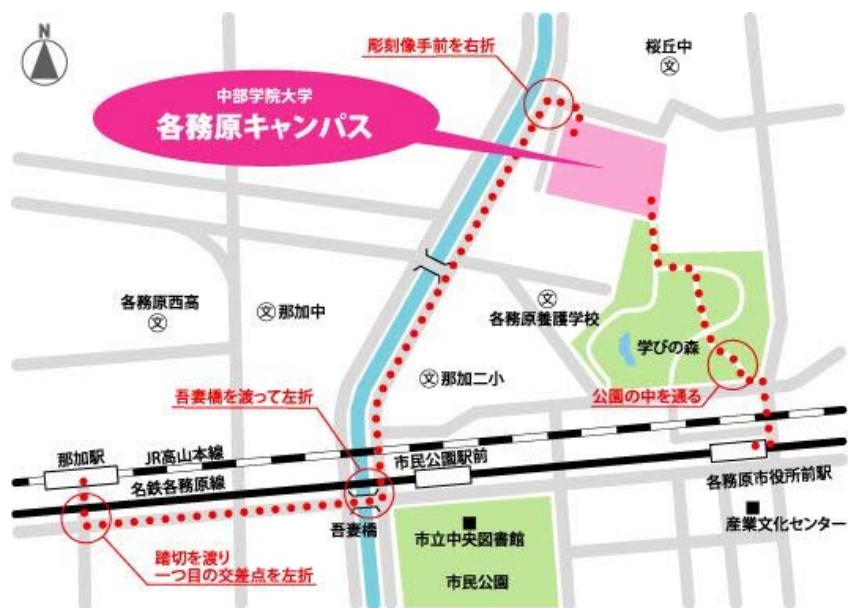 N
彫刻像手前を右折
桜丘中
文
中部学院大学
各務原キャンパス
各務原西高
文
文 那加中
文
各務原養護学校
学びの森
文 那加二小
吾妻橋を渡って左折
公園の中を通る
那加駅
JR高山本線
市民公園駅前
名鉄各務原線
各務原市役所前駅
吾妻橋
市立中央図書館
産業文化センター
踏切を渡り
一つ目の交差点を左折
市民公園